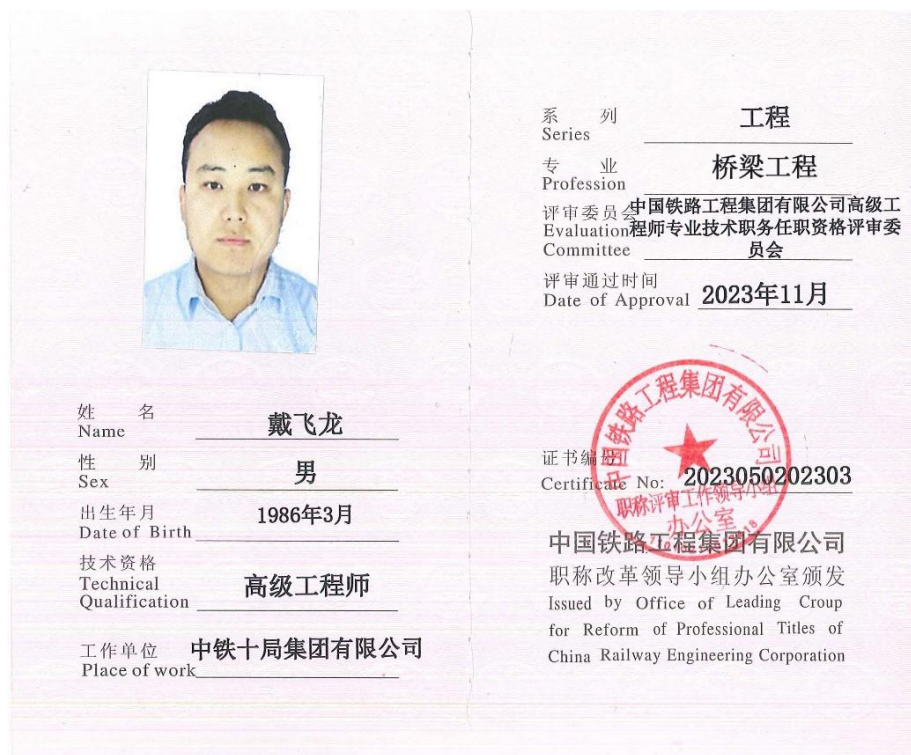 姓名
Name 戴飞龙
性别
Sex 男
出生年月
Date of Birth 1986年3月
技术资格
Technical
Qualification 高级工程师
工作单位 中铁十局集团有限公司
Place of work
系列 工程
Series
专业 桥梁工程
Profession
评审委员会 中国铁路工程集团有限公司高级工
Evaluation 程师专业技术职务任职资格评审委
Committee 员会
评审通过时间
Date of Approval 2023年11月
中国铁路工程集团有限公司
职称评审工作领导小组
办公室
证书编号
Certificate No: 2023050202303
中国铁路工程集团有限公司
职称改革领导小组办公室颁发
Issued by Office of Leading Croup
for Reform of Professional Titles of
China Railway Engineering Corporation